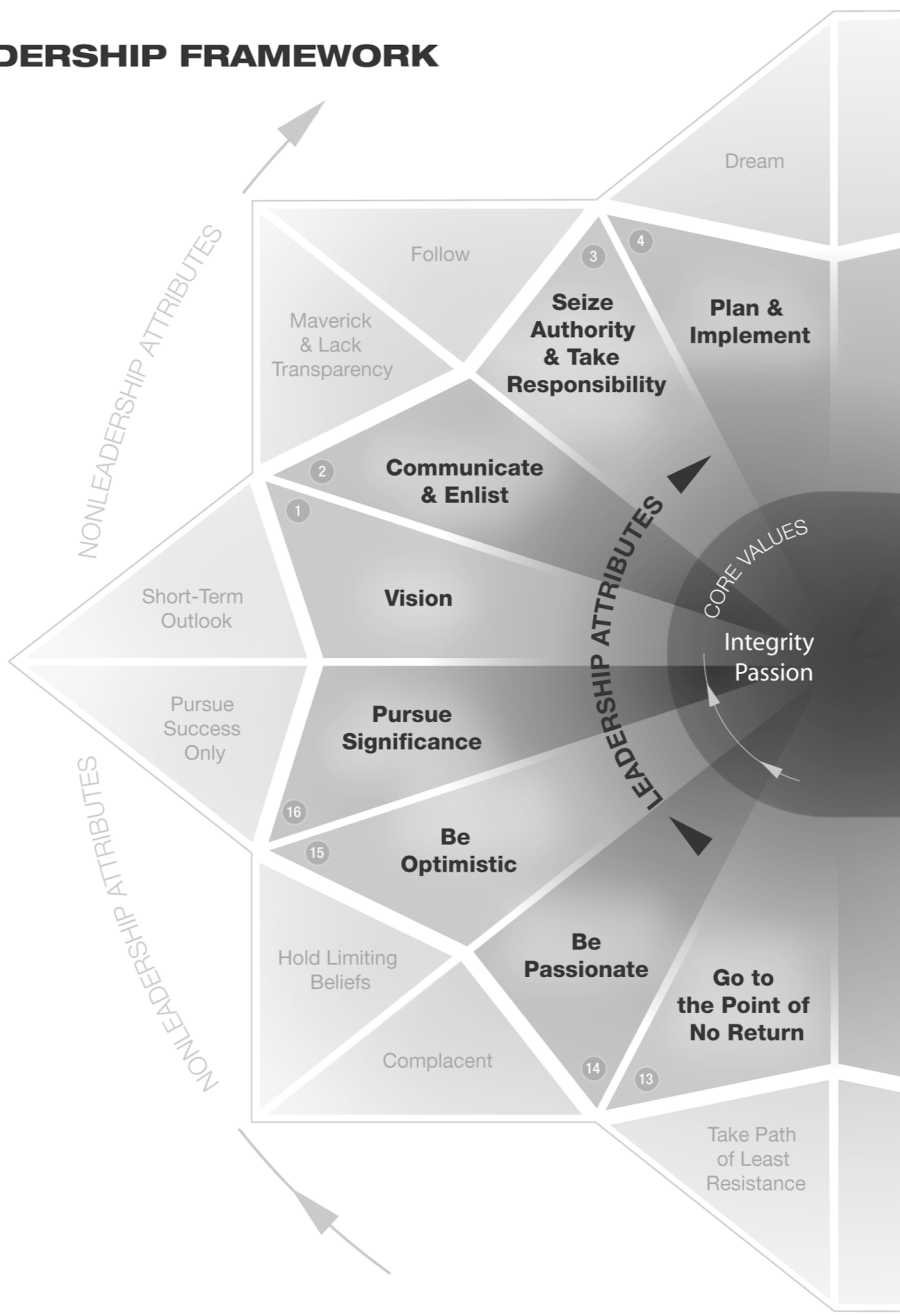 DERSHIP FRAMEWORK
Dream
NONLEADERSHIP ATTRIBUTES
Follow
Maverick
& Lack
Transparency
3
4
Seize
Authority
& Take
Responsibility
Plan &
Implement
2
Communicate
& Enlist
1
Vision
Short-Term
Outlook
LEADERSHIP ATTRIBUTES
CORE VALUES
Integrity
Passion
Pursue
Success
Only
Pursue
Significance
16
15
Be
Optimistic
NONLEADERSHIP ATTRIBUTES
Hold Limiting
Beliefs
Be
Passionate
Go to
the Point of
No Return
Complacent
14
13
Take Path
of Least
Resistance